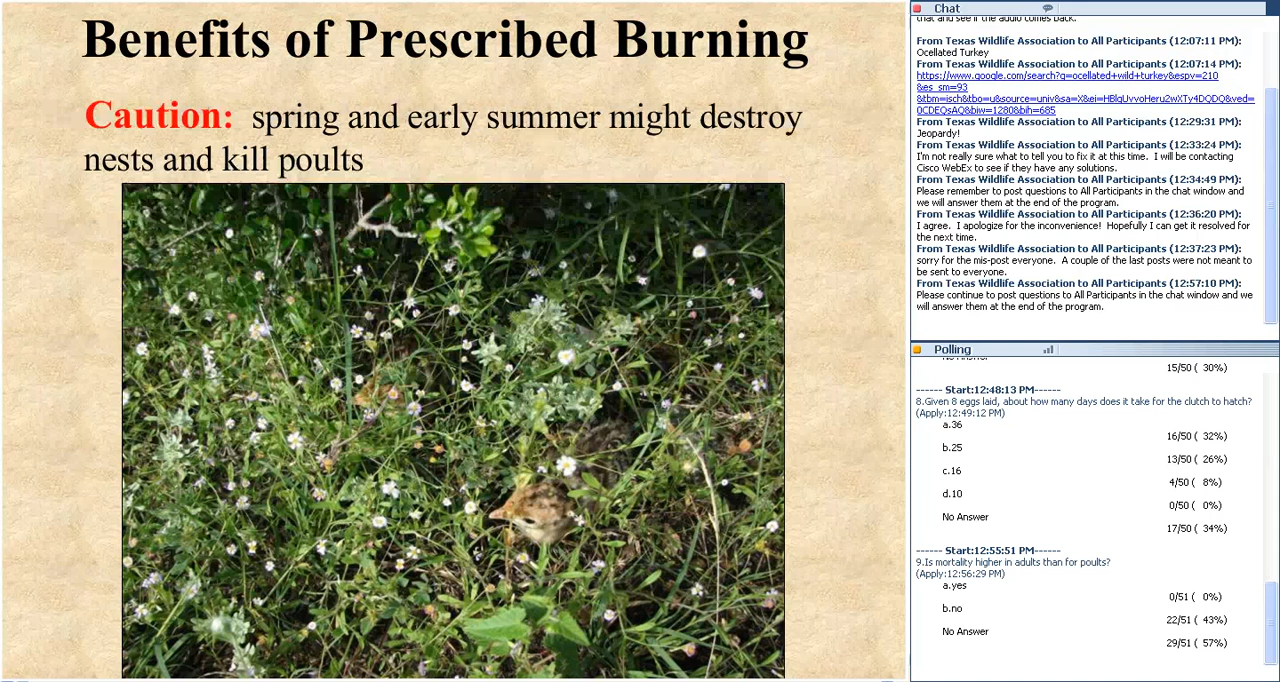 Benefits of Prescribed Burning
Caution: spring and early summer might destroy
nests and kill poults
Chat
chat and see if the audio comes back.
From Texas Wildlife Association to All Participants (12:07:11 PM):
Ocellated Turkey
From Texas Wildlife Association to All Participants (12:07:14 PM):
https://www.google.com/search?q=ocellated+wild+turkey&espv=210
&es_sm=93
&tbm=isch&tbo=u&source=univ&sa=X&ei=HBlgUvvoHeru2wXTy4DQDQ&ved=
0CDEQsAQ&biw=1280&bih=685
From Texas Wildlife Association to All Participants (12:29:31 PM):
Jeopardy!
From Texas Wildlife Association to All Participants (12:33:24 PM):
I'm not really sure what to tell you to fix it at this time.  I will be contacting
Cisco WebEx to see if they have any solutions.
From Texas Wildlife Association to All Participants (12:34:49 PM):
Please remember to post questions to All Participants in the chat window and
we will answer them at the end of the program.
From Texas Wildlife Association to All Participants (12:36:20 PM):
I agree.  I apologize for the inconvenience!  Hopefully I can get it resolved for
the next time.
From Texas Wildlife Association to All Participants (12:37:23 PM):
sorry for the mis-post everyone.  A couple of the last posts were not meant to
be sent to everyone.
From Texas Wildlife Association to All Participants (12:57:10 PM):
Please continue to post questions to All Participants in the chat window and we
will answer them at the end of the program.
Polling
No Answer
15/50 ( 30%)
------ Start:12:48:13 PM------
8.Given 8 eggs laid, about how many days does it take for the clutch to hatch?
(Apply:12:49:12 PM)
a.36
16/50 ( 32%)
b.25
13/50 ( 26%)
c.16
4/50 ( 8%)
d.10
0/50 ( 0%)
No Answer
17/50 ( 34%)
------ Start:12:55:51 PM------
9.Is mortality higher in adults than for poults?
(Apply:12:56:29 PM)
a.yes
0/51 ( 0%)
b.no
22/51 ( 43%)
No Answer
29/51 ( 57%)